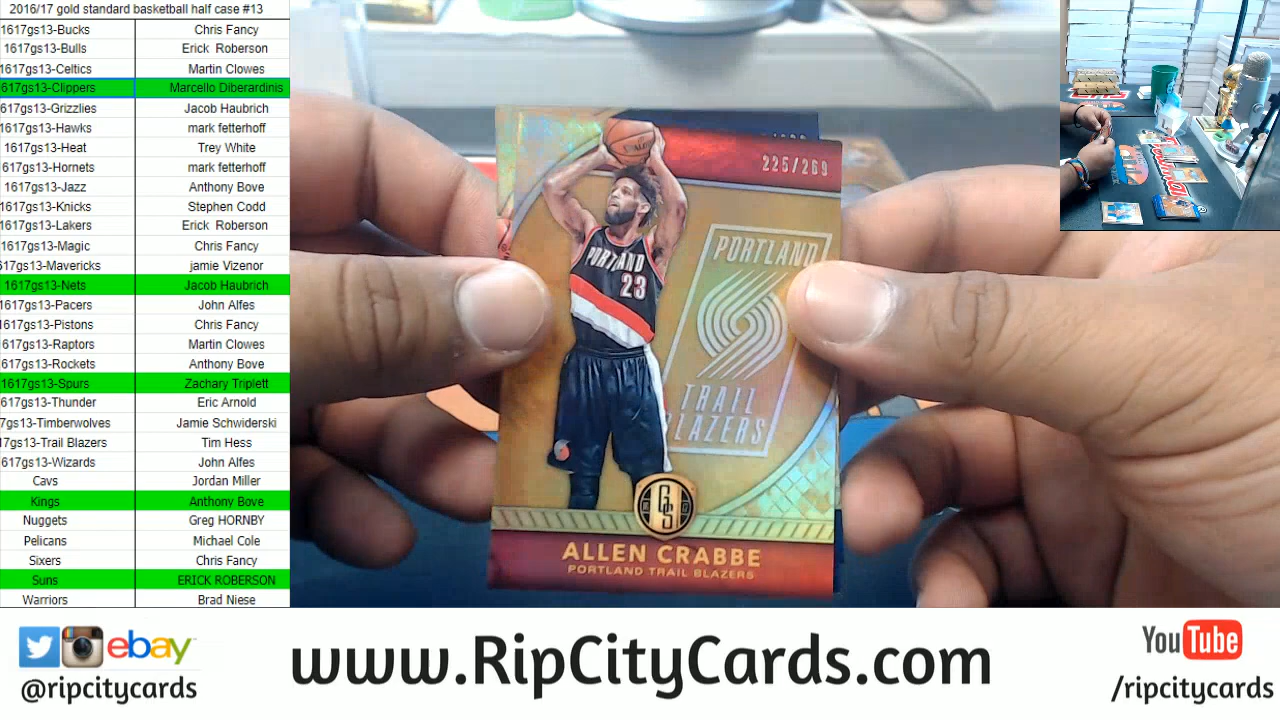 2016/17 gold standard basketball half case #13
1617gs13-Bucks Chris Fancy
1617gs13-Bulls Erick Roberson
1617gs13-Celtics Martin Clowes
617gs13-Clippers Marcello Diberardinis
1617gs13-Grizzlies Jacob Haubrich
1617gs13-Hawks mark fetterhoff
1617gs13-Heat Trey White
1617gs13-Hornets mark fetterhoff
1617gs13-Jazz Anthony Bove
1617gs13-Knicks Stephen Codd
1617gs13-Lakers Erick Roberson
1617gs13-Magic Chris Fancy
617gs13-Mavericks jamie Vizenor
1617gs13-Nets Jacob Haubrich
1617gs13-Pacers John Alfes
1617gs13-Pistons Chris Fancy
1617gs13-Raptors Martin Clowes
1617gs13-Rockets Anthony Bove
1617gs13-Spurs Zachary Triplett
617gs13-Thunder Eric Arnold
7gs13-Timberwolves Jamie Schwiderski
7gs13-Trail Blazers Tim Hess
617gs13-Wizards John Alfes
Cavs Jordan Miller
Kings Anthony Bove
Nuggets Greg HORNBY
Pelicans Michael Cole
Sixers Chris Fancy
Suns ERICK ROBERSON
Warriors Brad Niese
225/269
SPALDING
PORTLAND
23
PORTLAND
TRAIL
BLAZERS
GS
ALLEN CRABBE
PORTLAND TRAIL BLAZERS
ebay
@ripcitycards
www.RipCityCards.com
YouTube
/ripcitycards